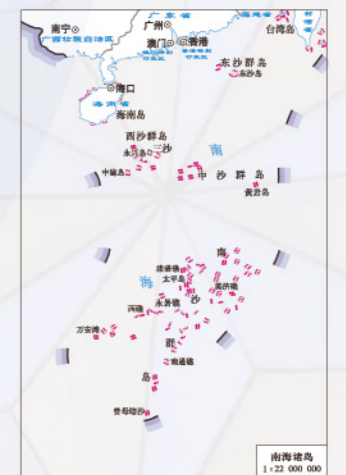 广东省
广州
南宁
广西壮族自治区
台湾岛
澳门
香港
东沙群岛
东沙岛
海口
海南省
海南岛
西沙群岛
永兴岛
三沙
南
中建岛
中沙群岛
黄岩岛
南
渚碧礁
太平岛
海
美济礁
永暑礁
沙
西礁
万安滩
群
南通礁
岛
曾母暗沙
南海诸岛
1:22 000 000